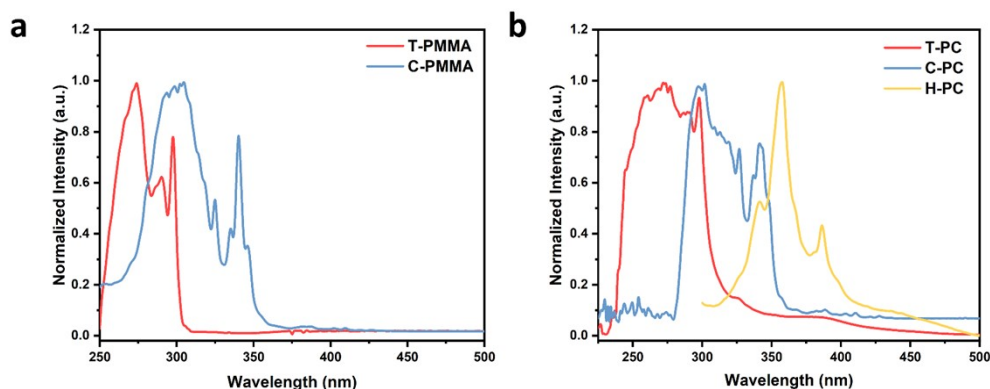 a
1.2
1.0
0.8
0.6
0.4
0.2
0.0
Normalized Intensity (a.u.)
T-PMMA
C-PMMA
250 300 350 400 450 500
Wavelength (nm)
b
1.2
1.0
0.8
0.6
0.4
0.2
0.0
Normalized Intensity (a.u.)
T-PC
C-PC
H-PC
250 300 350 400 450 500
Wavelength (nm)